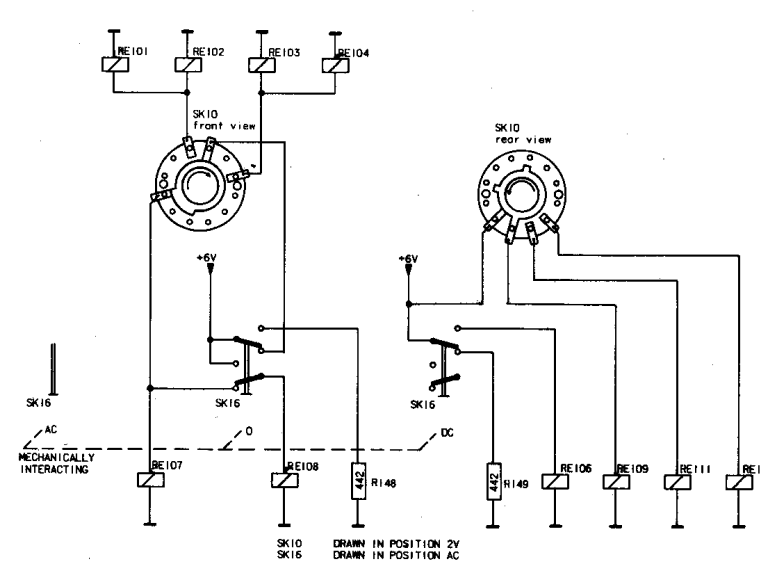 RE101
RE102
RE103
RE104
SK10
front view
SK10
rear view
+6V
+6V
SK16
SK16
SK16
AC
0
DC
MECHANICALLY
INTERACTING
RE107
RE108
442
R148
442
R149
RE106
RE109
RE111
RE1
SK10 DRAWN IN POSITION 2V
SK16 DRAWN IN POSITION AC